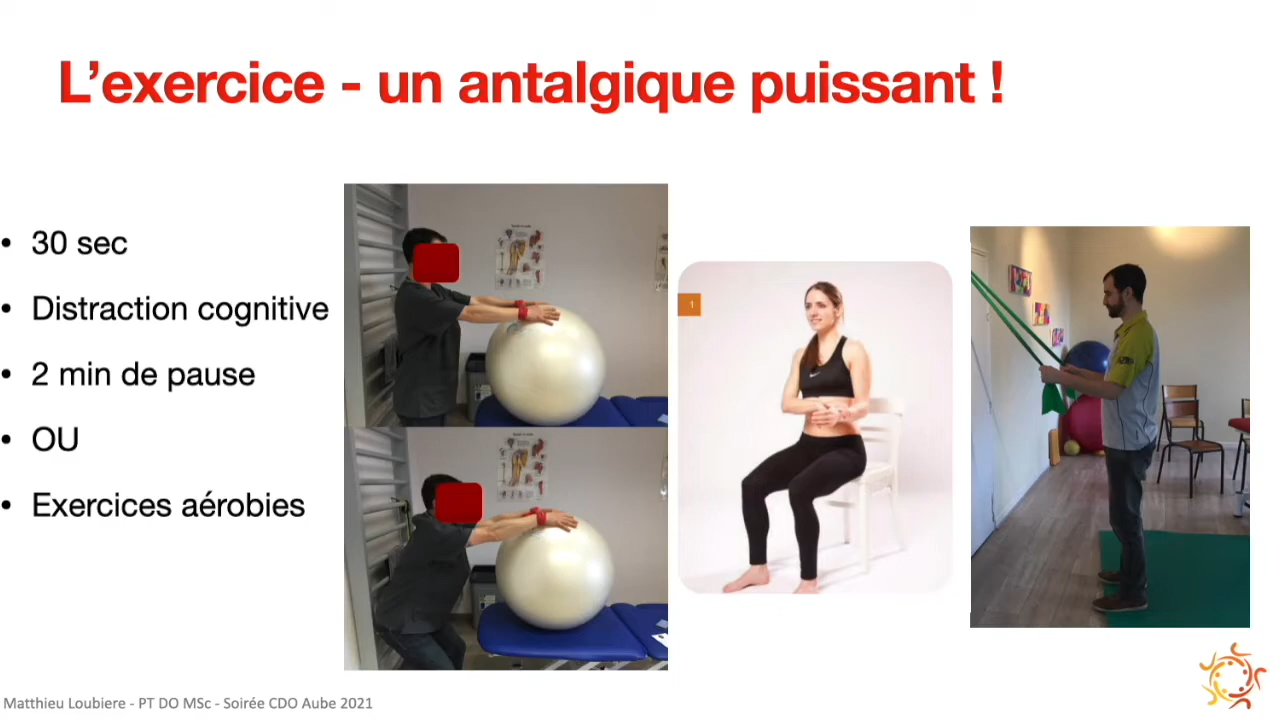 L’exercice - un antalgique puissant !
• 30 sec
• Distraction cognitive
• 2 min de pause
• OU
• Exercices aérobies
1
Matthieu Loubiere - PT DO MSc - Soirée CDO Aube 2021